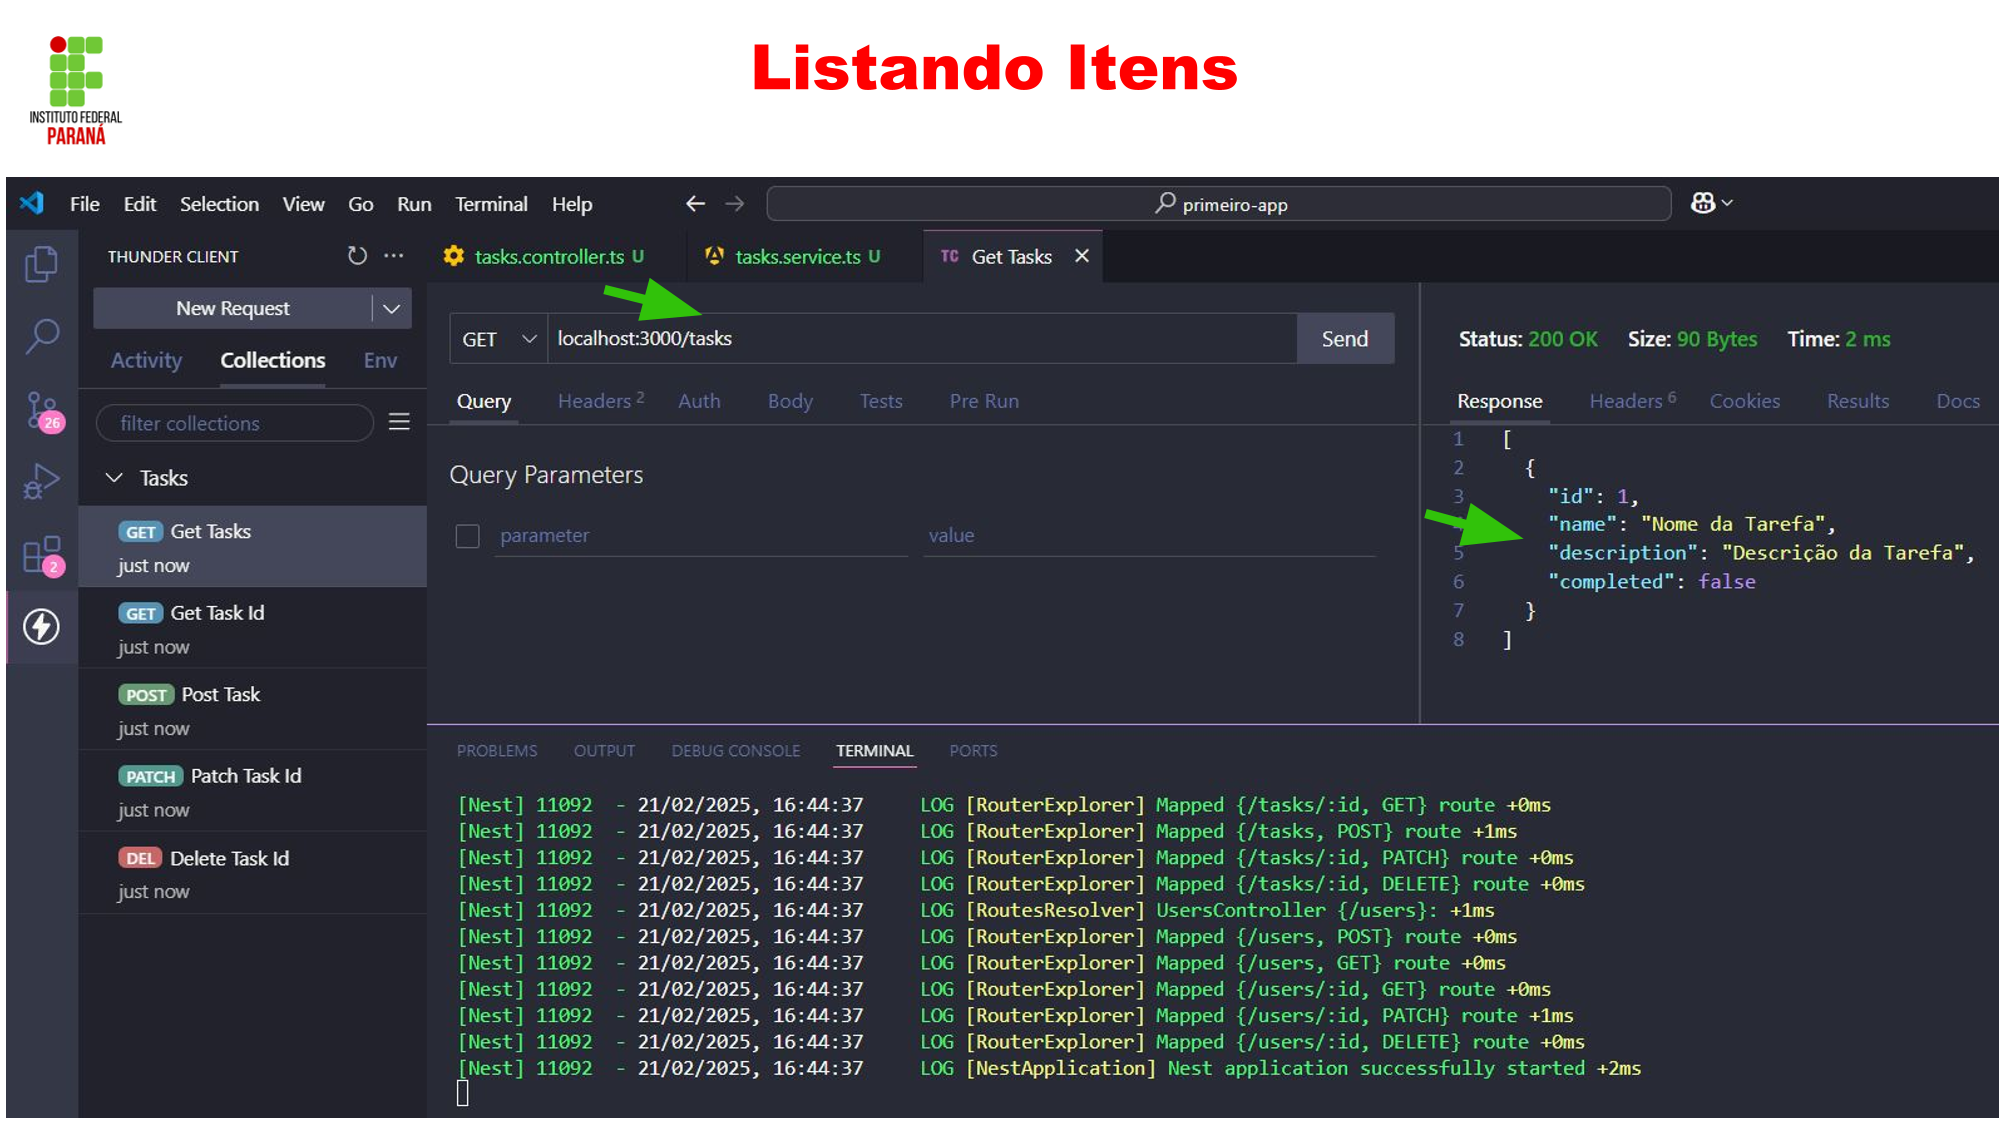 Listando Itens
INSTITUTO FEDERAL
PARANÁ
File Edit Selection View Go Run Terminal Help
primeiro-app
THUNDER CLIENT
tasks.controller.ts U
tasks.service.ts U
TC Get Tasks
New Request
Activity Collections Env
filter collections
Tasks
GET Get Tasks
just now
GET Get Task Id
just now
POST Post Task
just now
PATCH Patch Task Id
just now
DEL Delete Task Id
just now
26
2
GET localhost:3000/tasks Send
Query Headers 2 Auth Body Tests Pre Run
Query Parameters
parameter value
Status: 200 OK Size: 90 Bytes Time: 2 ms
Response Headers 6 Cookies Results Docs
1 [
2 {
3 "id": 1,
"name": "Nome da Tarefa",
5 "description": "Descrição da Tarefa",
6 "completed": false
7 }
8 ]
PROBLEMS OUTPUT DEBUG CONSOLE TERMINAL PORTS
[Nest] 11092 - 21/02/2025, 16:44:37 LOG [RouterExplorer] Mapped {/tasks/:id, GET} route +0ms
[Nest] 11092 - 21/02/2025, 16:44:37 LOG [RouterExplorer] Mapped {/tasks, POST} route +1ms
[Nest] 11092 - 21/02/2025, 16:44:37 LOG [RouterExplorer] Mapped {/tasks/:id, PATCH} route +0ms
[Nest] 11092 - 21/02/2025, 16:44:37 LOG [RouterExplorer] Mapped {/tasks/:id, DELETE} route +0ms
[Nest] 11092 - 21/02/2025, 16:44:37 LOG [RoutesResolver] UsersController {/users}: +1ms
[Nest] 11092 - 21/02/2025, 16:44:37 LOG [RouterExplorer] Mapped {/users, POST} route +0ms
[Nest] 11092 - 21/02/2025, 16:44:37 LOG [RouterExplorer] Mapped {/users, GET} route +0ms
[Nest] 11092 - 21/02/2025, 16:44:37 LOG [RouterExplorer] Mapped {/users/:id, GET} route +0ms
[Nest] 11092 - 21/02/2025, 16:44:37 LOG [RouterExplorer] Mapped {/users/:id, PATCH} route +1ms
[Nest] 11092 - 21/02/2025, 16:44:37 LOG [RouterExplorer] Mapped {/users/:id, DELETE} route +0ms
[Nest] 11092 - 21/02/2025, 16:44:37 LOG [NestApplication] Nest application successfully started +2ms